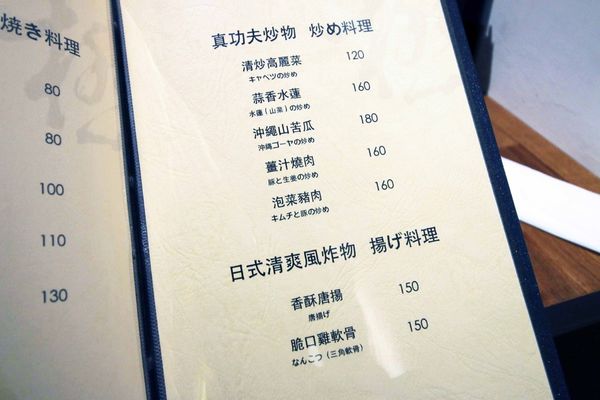 焼き料理
80
80
100
110
130
真功夫炒物 炒め料理
清炒高麗菜 120
キャベツの炒め
蒜香水蓮 160
水蓮(山菜)の炒め
沖繩山苦瓜 180
沖縄ゴーヤの炒め
薑汁燒肉 160
豚と生姜の炒め
泡菜豬肉 160
キムチと豚の炒め
日式清爽風炸物 揚げ料理
香酥唐揚 150
唐揚げ
脆口雞軟骨 150
なんこつ(三角軟骨)